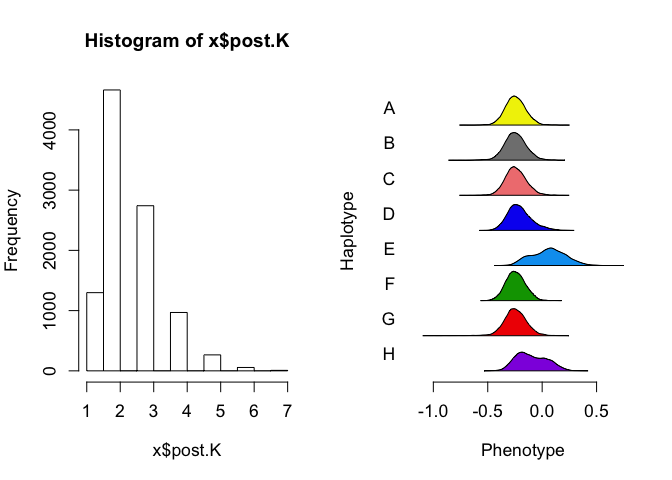 Histogram of x$post.K
Frequency
0
1000
2000
3000
4000
1 2 3 4 5 6 7
x$post.K
Haplotype
A
B
C
D
E
F
G
H
-1.0 -0.5 0.0 0.5
Phenotype